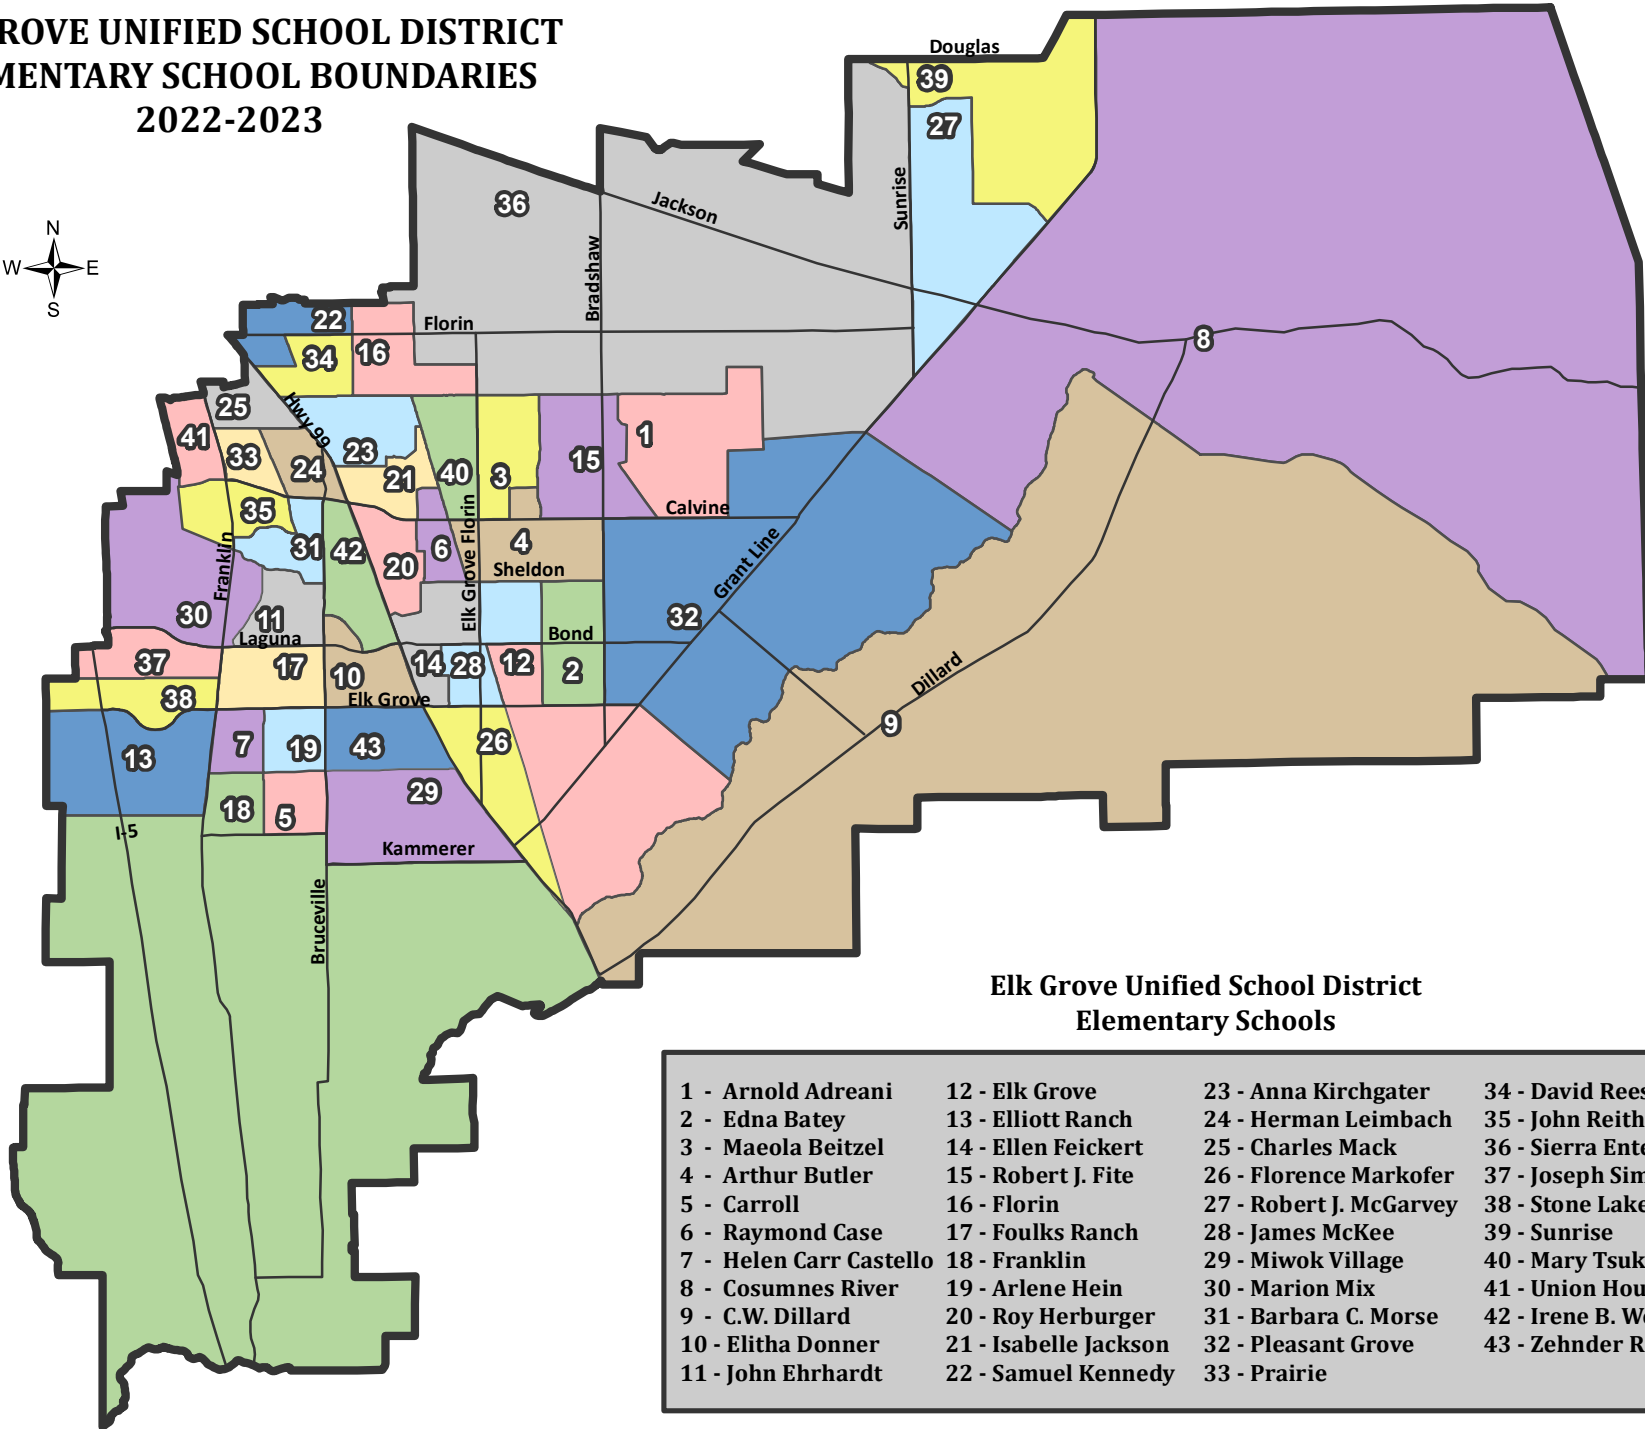 ROVE UNIFIED SCHOOL DISTRICT
MENTARY SCHOOL BOUNDARIES
2022-2023
N
W E
S
Douglas
39
27
Sunrise
36
Jackson
Bradshaw
22
Florin
34
16
8
25
Hwy 99
41
33
24
23
21
40
3
15
1
Calvine
35
31
42
20
6
4
Sheldon
Elk Grove Florin
Franklin
Grant Line
30
11
Laguna
32
Bond
37
17
10
14
28
12
2
Elk Grove
Dillard
38
9
13
7
19
43
26
29
18
5
I-5
Kammerer
Bruceville
Elk Grove Unified School District
Elementary Schools
1 - Arnold Adreani
2 - Edna Batey
3 - Maeola Beitzel
4 - Arthur Butler
5 - Carroll
6 - Raymond Case
7 - Helen Carr Castello
8 - Cosumnes River
9 - C.W. Dillard
10 - Elitha Donner
11 - John Ehrhardt
12 - Elk Grove
13 - Elliott Ranch
14 - Ellen Feickert
15 - Robert J. Fite
16 - Florin
17 - Foulks Ranch
18 - Franklin
19 - Arlene Hein
20 - Roy Herburger
21 - Isabelle Jackson
22 - Samuel Kennedy
23 - Anna Kirchgater
24 - Herman Leimbach
25 - Charles Mack
26 - Florence Markofer
27 - Robert J. McGarvey
28 - James McKee
29 - Miwok Village
30 - Marion Mix
31 - Barbara C. Morse
32 - Pleasant Grove
33 - Prairie
34 - David Rees
35 - John Reith
36 - Sierra Ente
37 - Joseph Sim
38 - Stone Lake
39 - Sunrise
40 - Mary Tsuk
41 - Union Hou
42 - Irene B. We
43 - Zehnder R